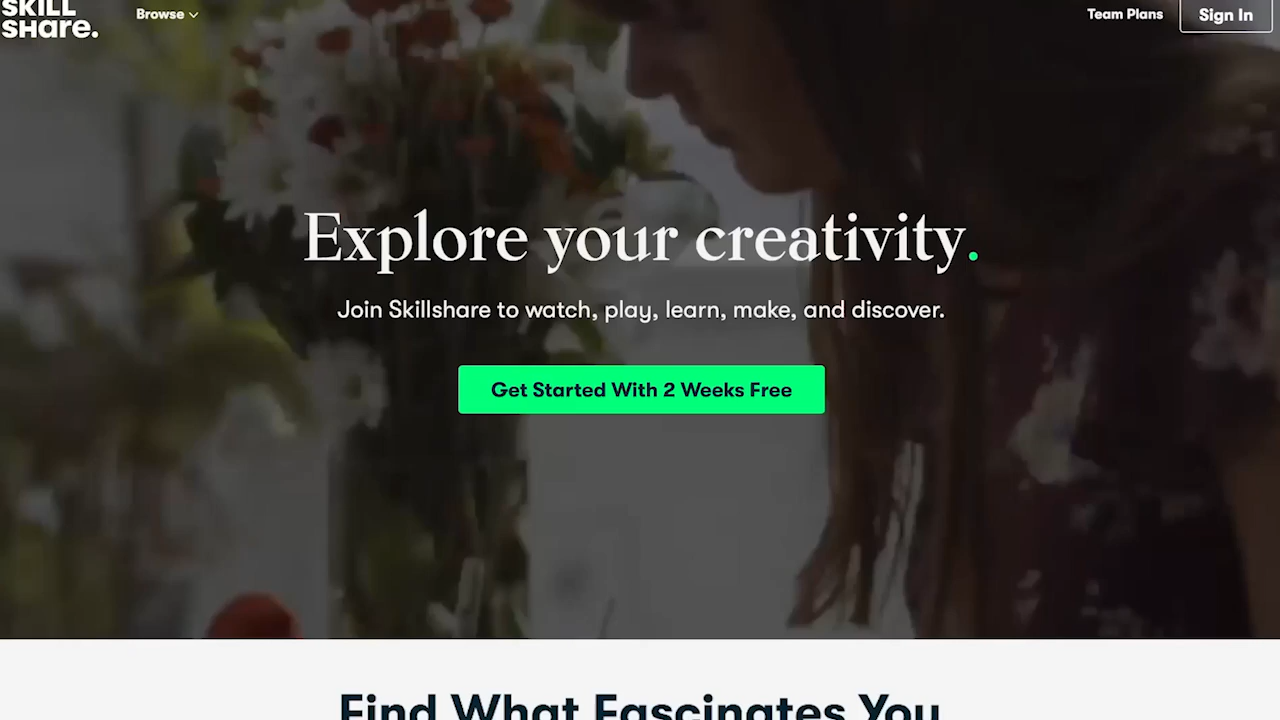 SKILL
SHare.
Browse
Team Plans
Sign In
Explore your creativity.
Join Skillshare to watch, play, learn, make, and discover.
Get Started With 2 Weeks Free
Find What Fascinates You